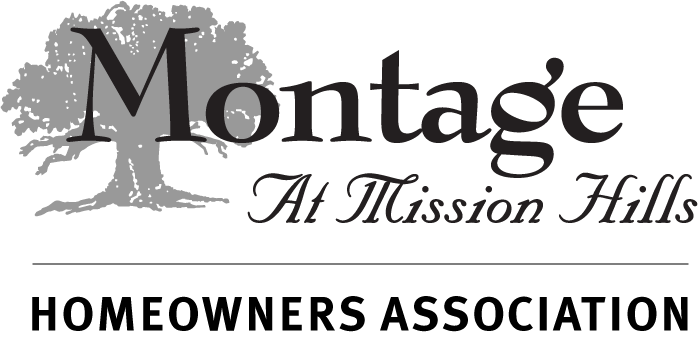 Montage
At Mission Hills
HOMEOWNERS ASSOCIATION